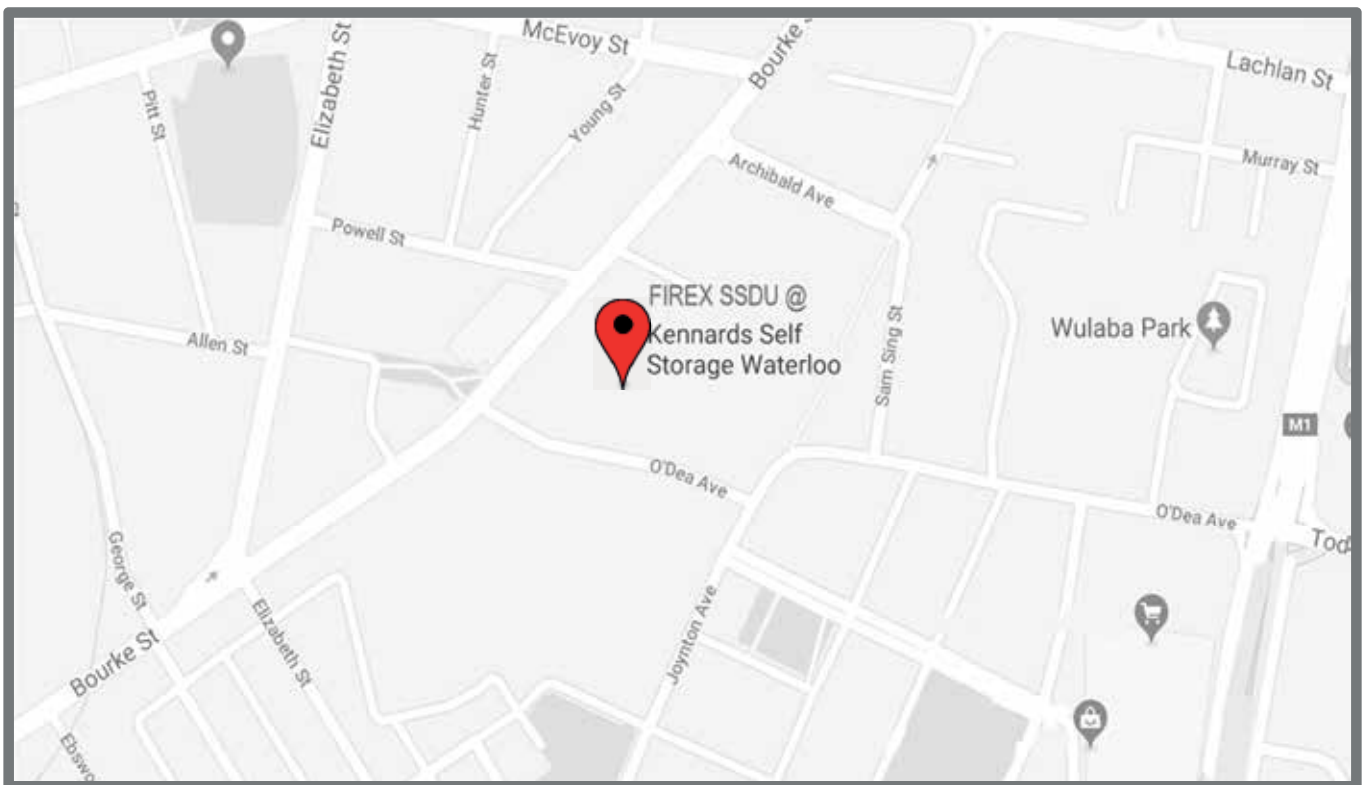 McEvoy St
Bourke
Elizabeth St
Lachlan St
Pitt St
Hunter St
Young St
Murray St
Archibald Ave
Powell St
FIREX SSDU @
Kennards Self
Storage Waterloo
Wulaba Park
Allen St
Sam Sing St
M1
O'Dea Ave
O'Dea Ave
Tod
George St
Elizabeth St
Joynton Ave
Bourke St
Ebswo